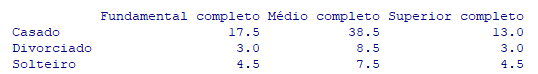 Fundamental completo Médio completo Superior completo
Casado 17.5 38.5 13.0
Divorciado 3.0 8.5 3.0
Solteiro 4.5 7.5 4.5